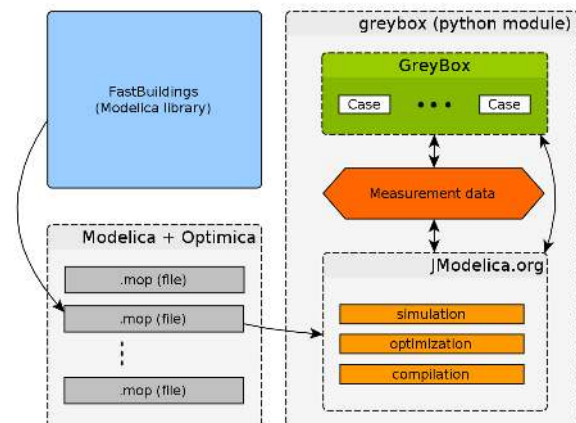 FastBuildings
(Modelica library)
Modelica + Optimica
.mop (file)
.mop (file)
.mop (file)
greybox (python module)
GreyBox
Case
Case
Measurement data
JModelica.org
simulation
optimization
compilation